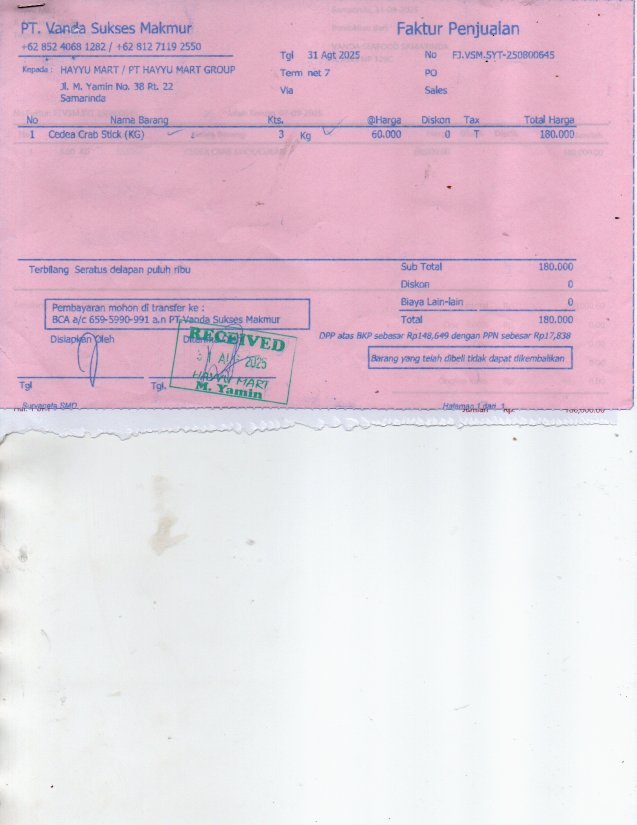 PT. Vanda Sukses Makmur
+62 852 4068 1282 / +62 812 7119 2550
Faktur Penjualan
Tgl 31 Agt 2025 No FJ.VSM.SYT-250800645
Kepada : HAYYU MART / PT HAYYU MART GROUP
Term net 7 PO
Jl. M. Yamin No. 38 Rt. 22
Samarinda
Via Sales
No Nama Barang Kts. @Harga Diskon Tax Total Harga
1 Cedea Crab Stick (KG) 3 Kg 60.000 0 T 180.000
Terbilang Seratus delapan puluh ribu
Sub Total 180.000
Diskon 0
Biaya Lain-lain 0
Total 180.000
Pembayaran mohon di transfer ke :
BCA a/c 659-5990-991 a.n PT.Vanda Sukses Makmur
DPP atas BKP sebesar Rp148,649 dengan PPN sebesar Rp17,838
Barang yang telah dibeli tidak dapat dikembalikan
Disiapkan Oleh
RECEIVED
31 AUG 2025
HAYYU MART
M. Yamin
Tgl Tgl.
Suryanata SMD
Halaman 1 dari 1